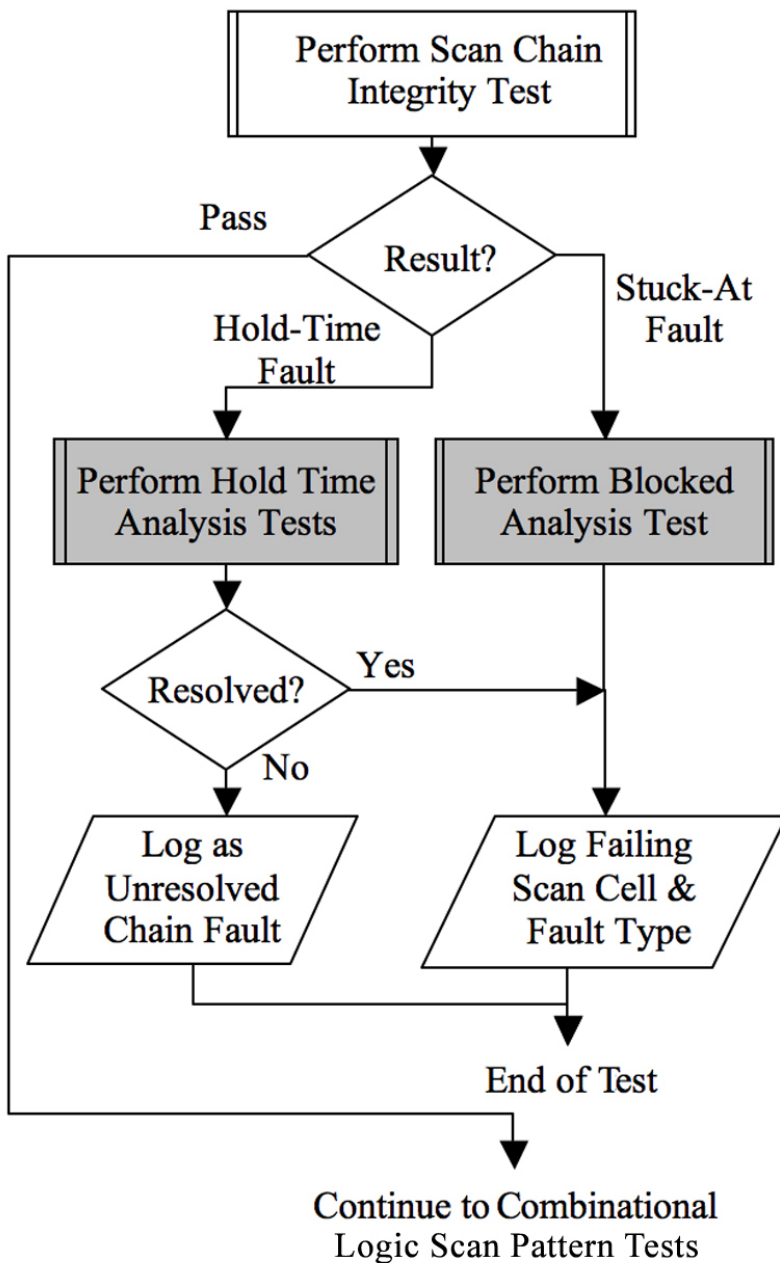 Perform Scan Chain
Integrity Test
Pass
Result?
Stuck-At
Fault
Hold-Time
Fault
Perform Hold Time
Analysis Tests
Perform Blocked
Analysis Test
Yes
Resolved?
No
Log as
Unresolved
Chain Fault
Log Failing
Scan Cell &
Fault Type
End of Test
Continue to Combinational
Logic Scan Pattern Tests